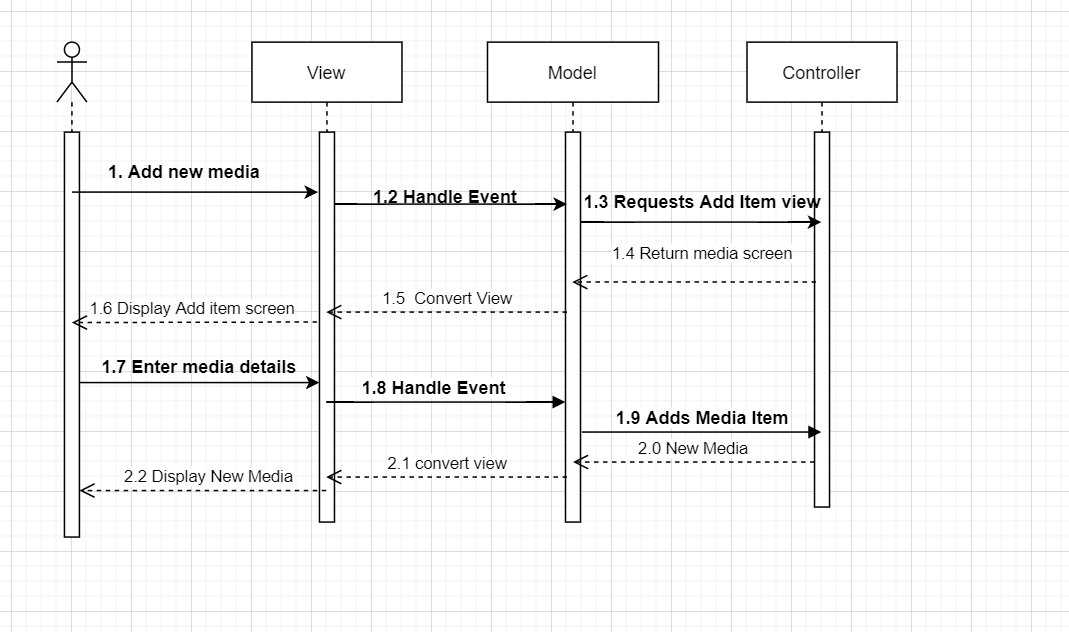 View
Model
Controller
1. Add new media
1.2 Handle Event
1.3 Requests Add Item view
1.4 Return media screen
1.5 Convert View
1.6 Display Add item screen
1.7 Enter media details
1.8 Handle Event
1.9 Adds Media Item
2.0 New Media
2.1 convert view
2.2 Display New Media